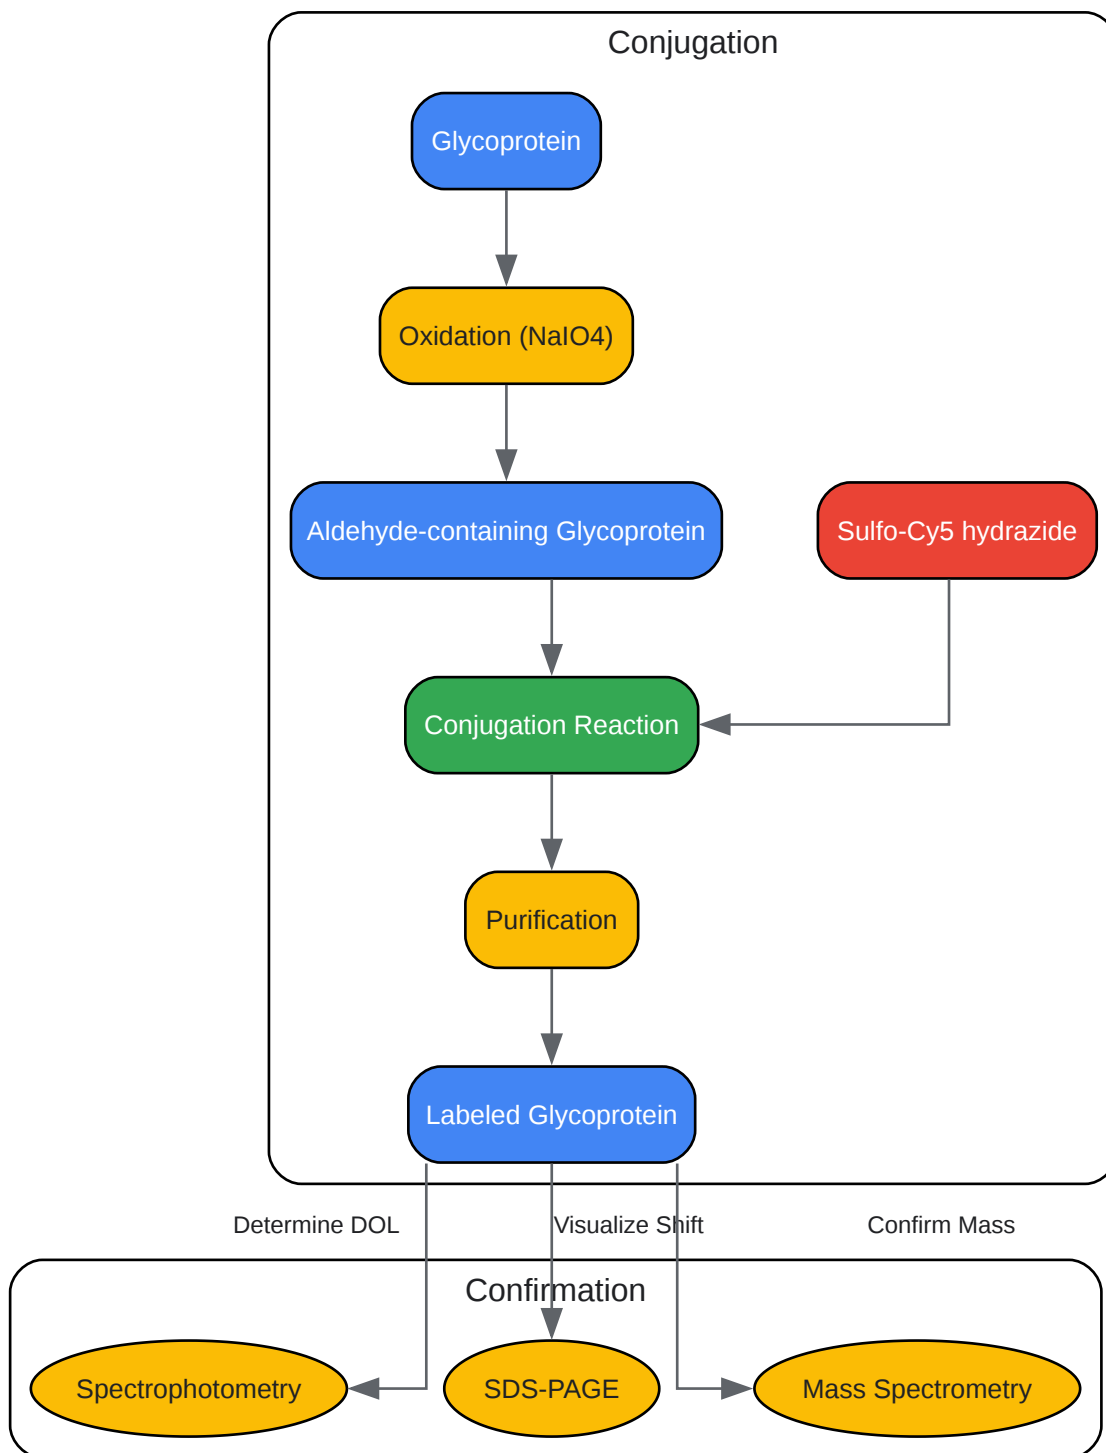 Conjugation
Glycoprotein
Oxidation (NaIO4)
Aldehyde-containing Glycoprotein
Sulfo-Cy5 hydrazide
Conjugation Reaction
Purification
Labeled Glycoprotein
Determine DOL
Visualize Shift
Confirm Mass
Confirmation
Spectrophotometry
SDS-PAGE
Mass Spectrometry